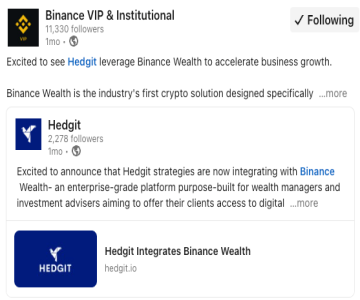 Binance VIP & Institutional
11,330 followers
1mo •
✓ Following
Excited to see Hedgit leverage Binance Wealth to accelerate business growth.
Binance Wealth is the industry's first crypto solution designed specifically ...more
VIP
Hedgit
2,278 followers
1mo •
Excited to announce that Hedgit strategies are now integrating with Binance
Wealth- an enterprise-grade platform purpose-built for wealth managers and
investment advisers aiming to offer their clients access to digital ...more
HEDGIT
Hedgit Integrates Binance Wealth
hedgit.io